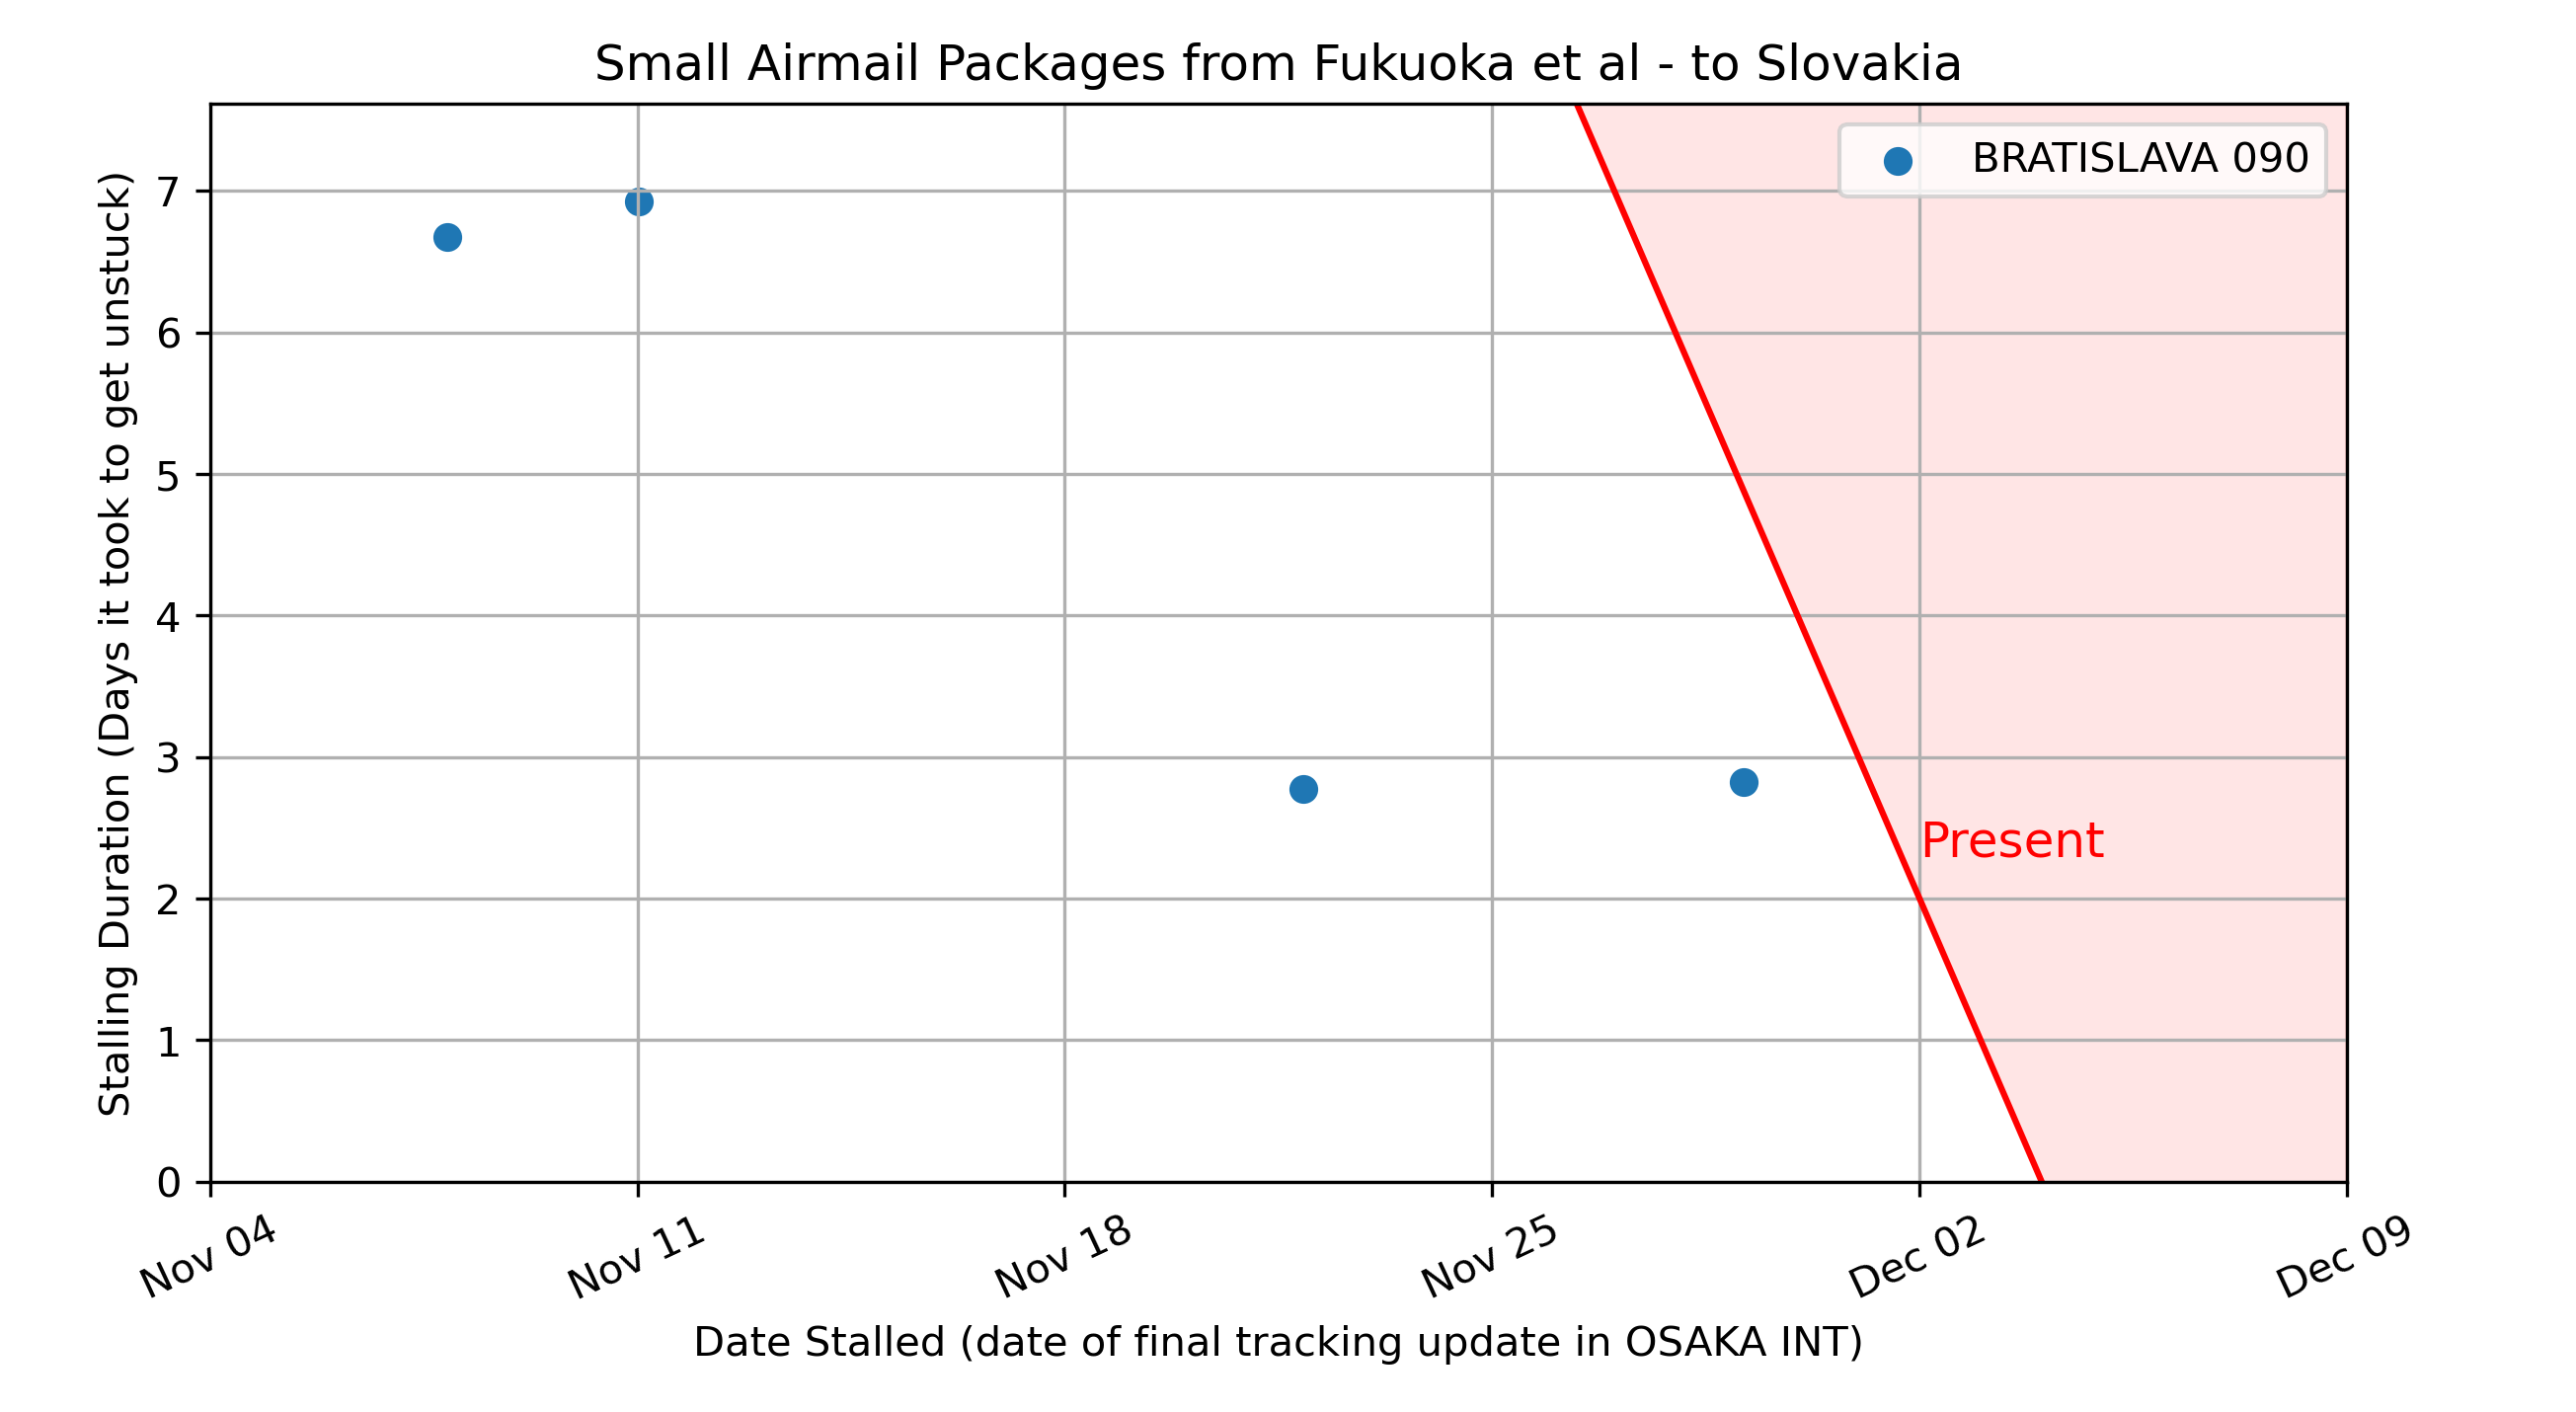 Small Airmail Packages from Fukuoka et al - to Slovakia
BRATISLAVA 090
Stalling Duration (Days it took to get unstuck)
7
6
5
4
3
2
1
0
Present
Nov 04
Nov 11
Nov 18
Nov 25
Dec 02
Dec 09
Date Stalled (date of final tracking update in OSAKA INT)